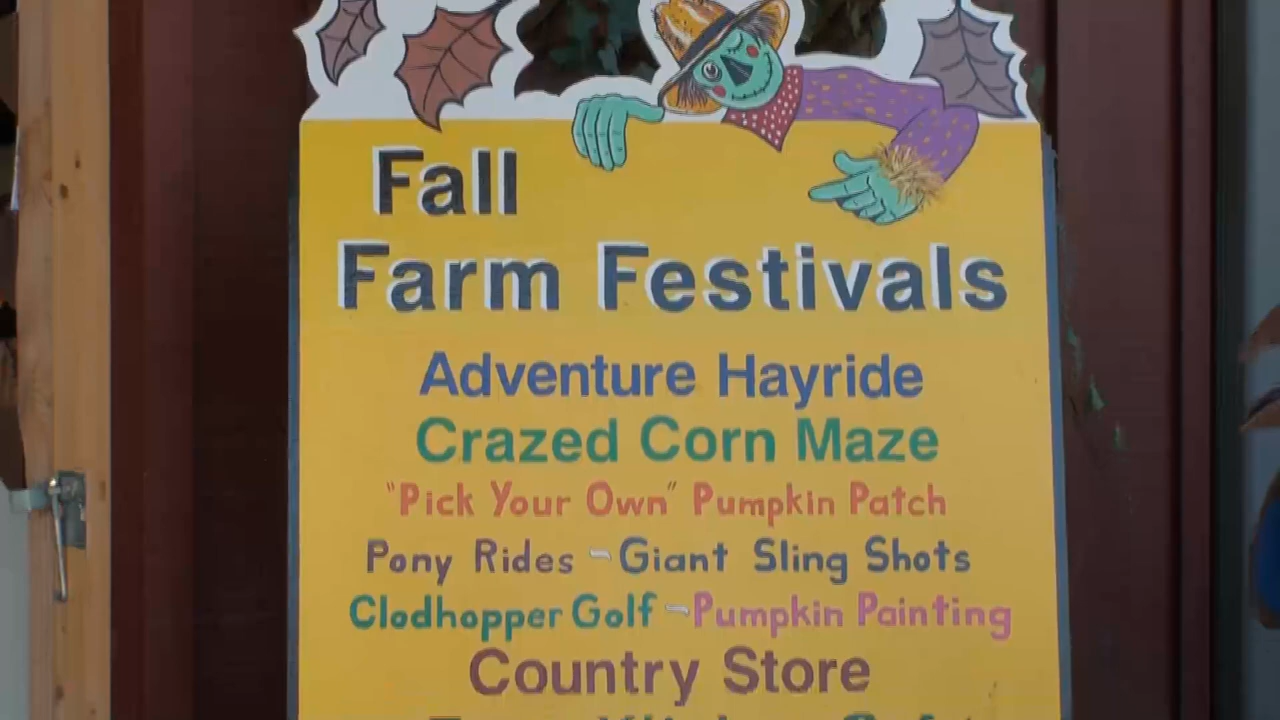 Fall
Farm Festivals
Adventure Hayride
Crazed Corn Maze
"Pick Your Own" Pumpkin Patch
Pony Rides ~ Giant Sling Shots
Clodhopper Golf ~ Pumpkin Painting
Country Store